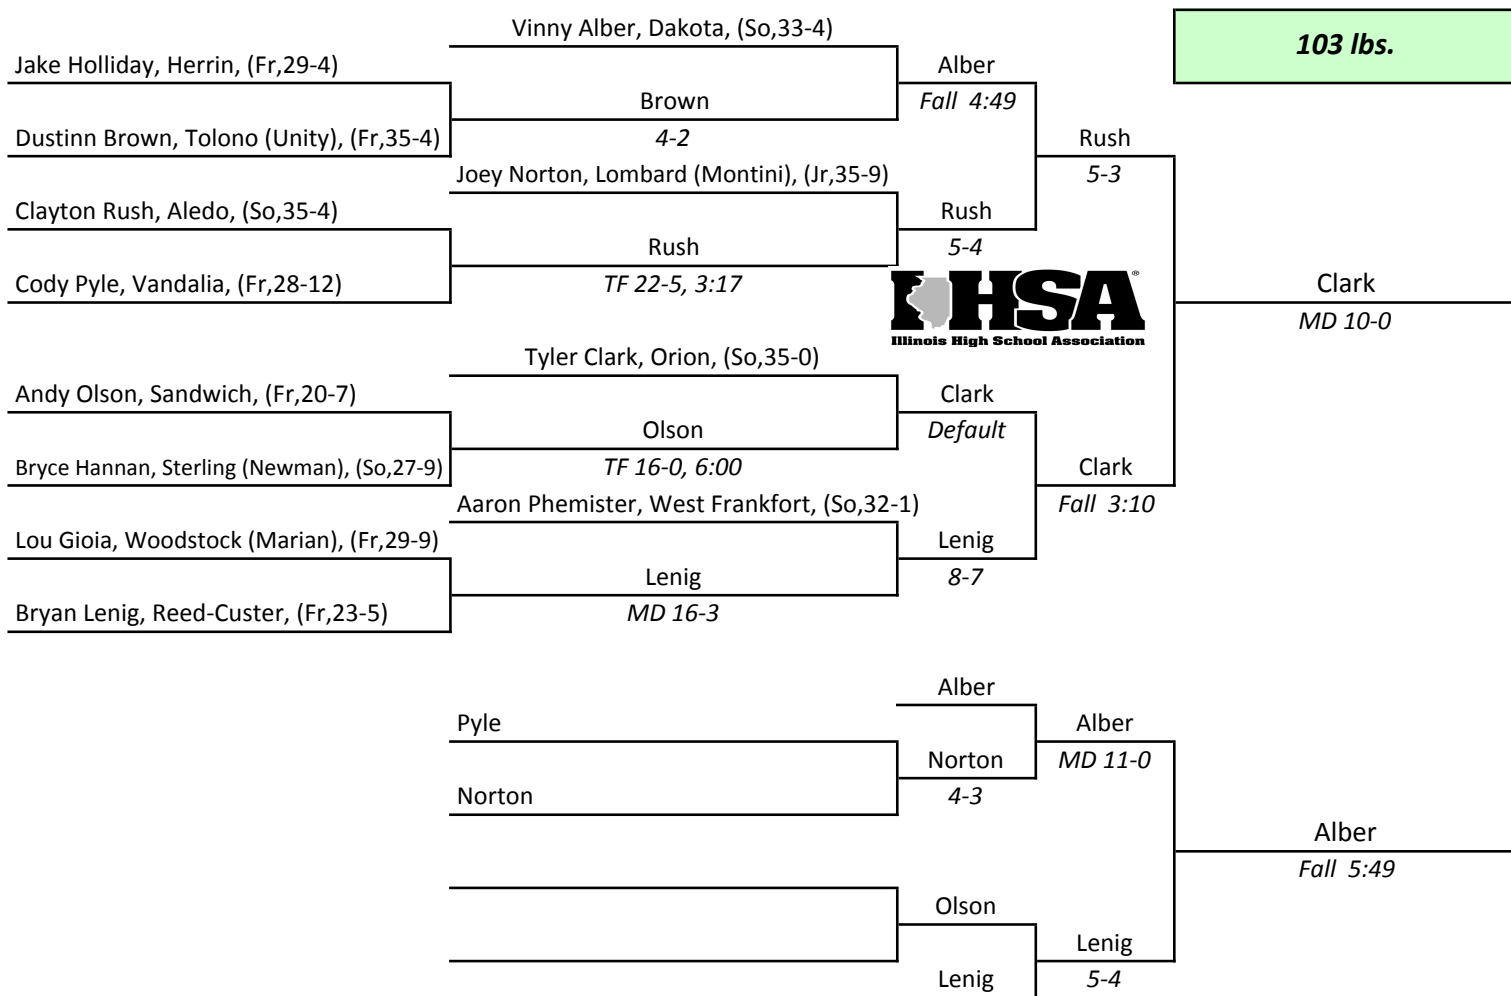 Vinny Alber, Dakota, (So,33-4)
103 lbs.
Jake Holliday, Herrin, (Fr,29-4)
Alber
Brown
Fall 4:49
Dustinn Brown, Tolono (Unity), (Fr,35-4)
4-2
Rush
Joey Norton, Lombard (Montini), (Jr,35-9)
5-3
Clayton Rush, Aledo, (So,35-4)
Rush
Rush
5-4
Cody Pyle, Vandalia, (Fr,28-12)
TF 22-5, 3:17
IHSA®
Illinois High School Association
Clark
MD 10-0
Tyler Clark, Orion, (So,35-0)
Andy Olson, Sandwich, (Fr,20-7)
Clark
Olson
Default
Bryce Hannan, Sterling (Newman), (So,27-9)
TF 16-0, 6:00
Clark
Aaron Phemister, West Frankfort, (So,32-1)
Fall 3:10
Lou Gioia, Woodstock (Marian), (Fr,29-9)
Lenig
Lenig
8-7
Bryan Lenig, Reed-Custer, (Fr,23-5)
MD 16-3
Alber
Pyle
Alber
Norton
MD 11-0
Norton
4-3
Alber
Fall 5:49
Olson
Lenig
Lenig
5-4